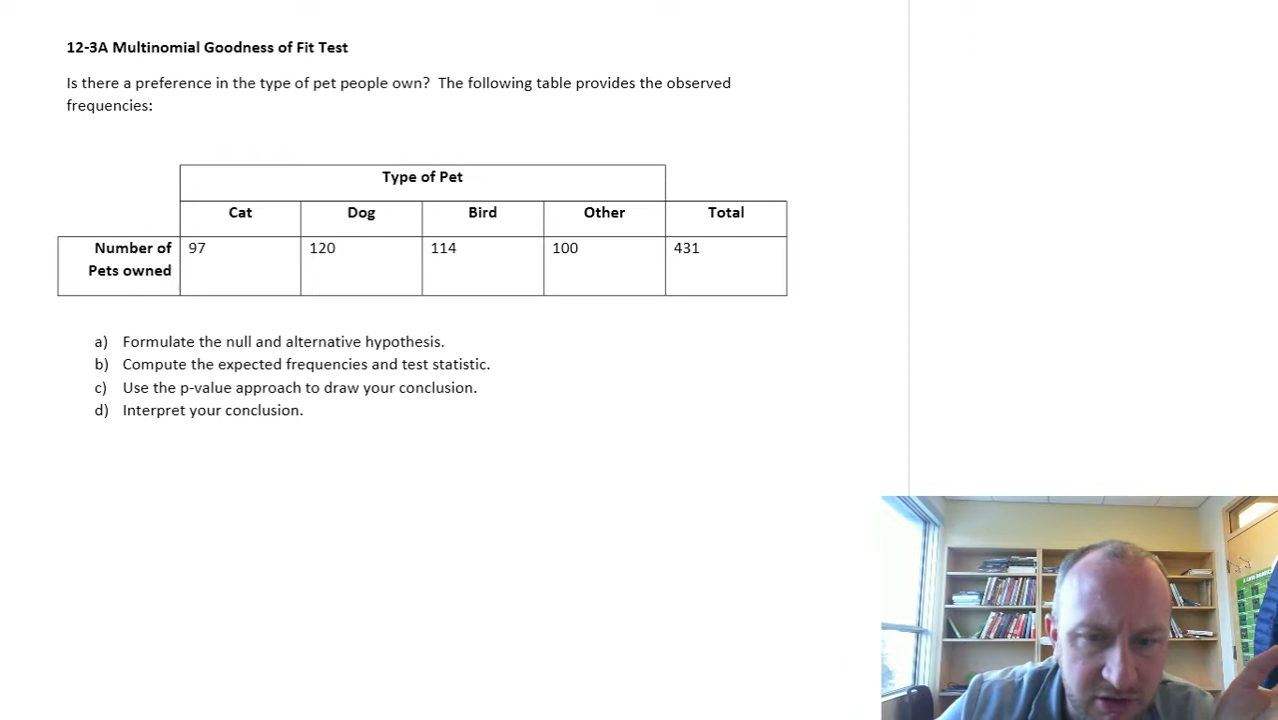 12-3A Multinomial Goodness of Fit Test
Is there a preference in the type of pet people own?  The following table provides the observed
frequencies:
Type of Pet
Cat Dog Bird Other Total
Number of Pets owned 97 120 114 100 431
a) Formulate the null and alternative hypothesis.
b) Compute the expected frequencies and test statistic.
c) Use the p-value approach to draw your conclusion.
d) Interpret your conclusion.